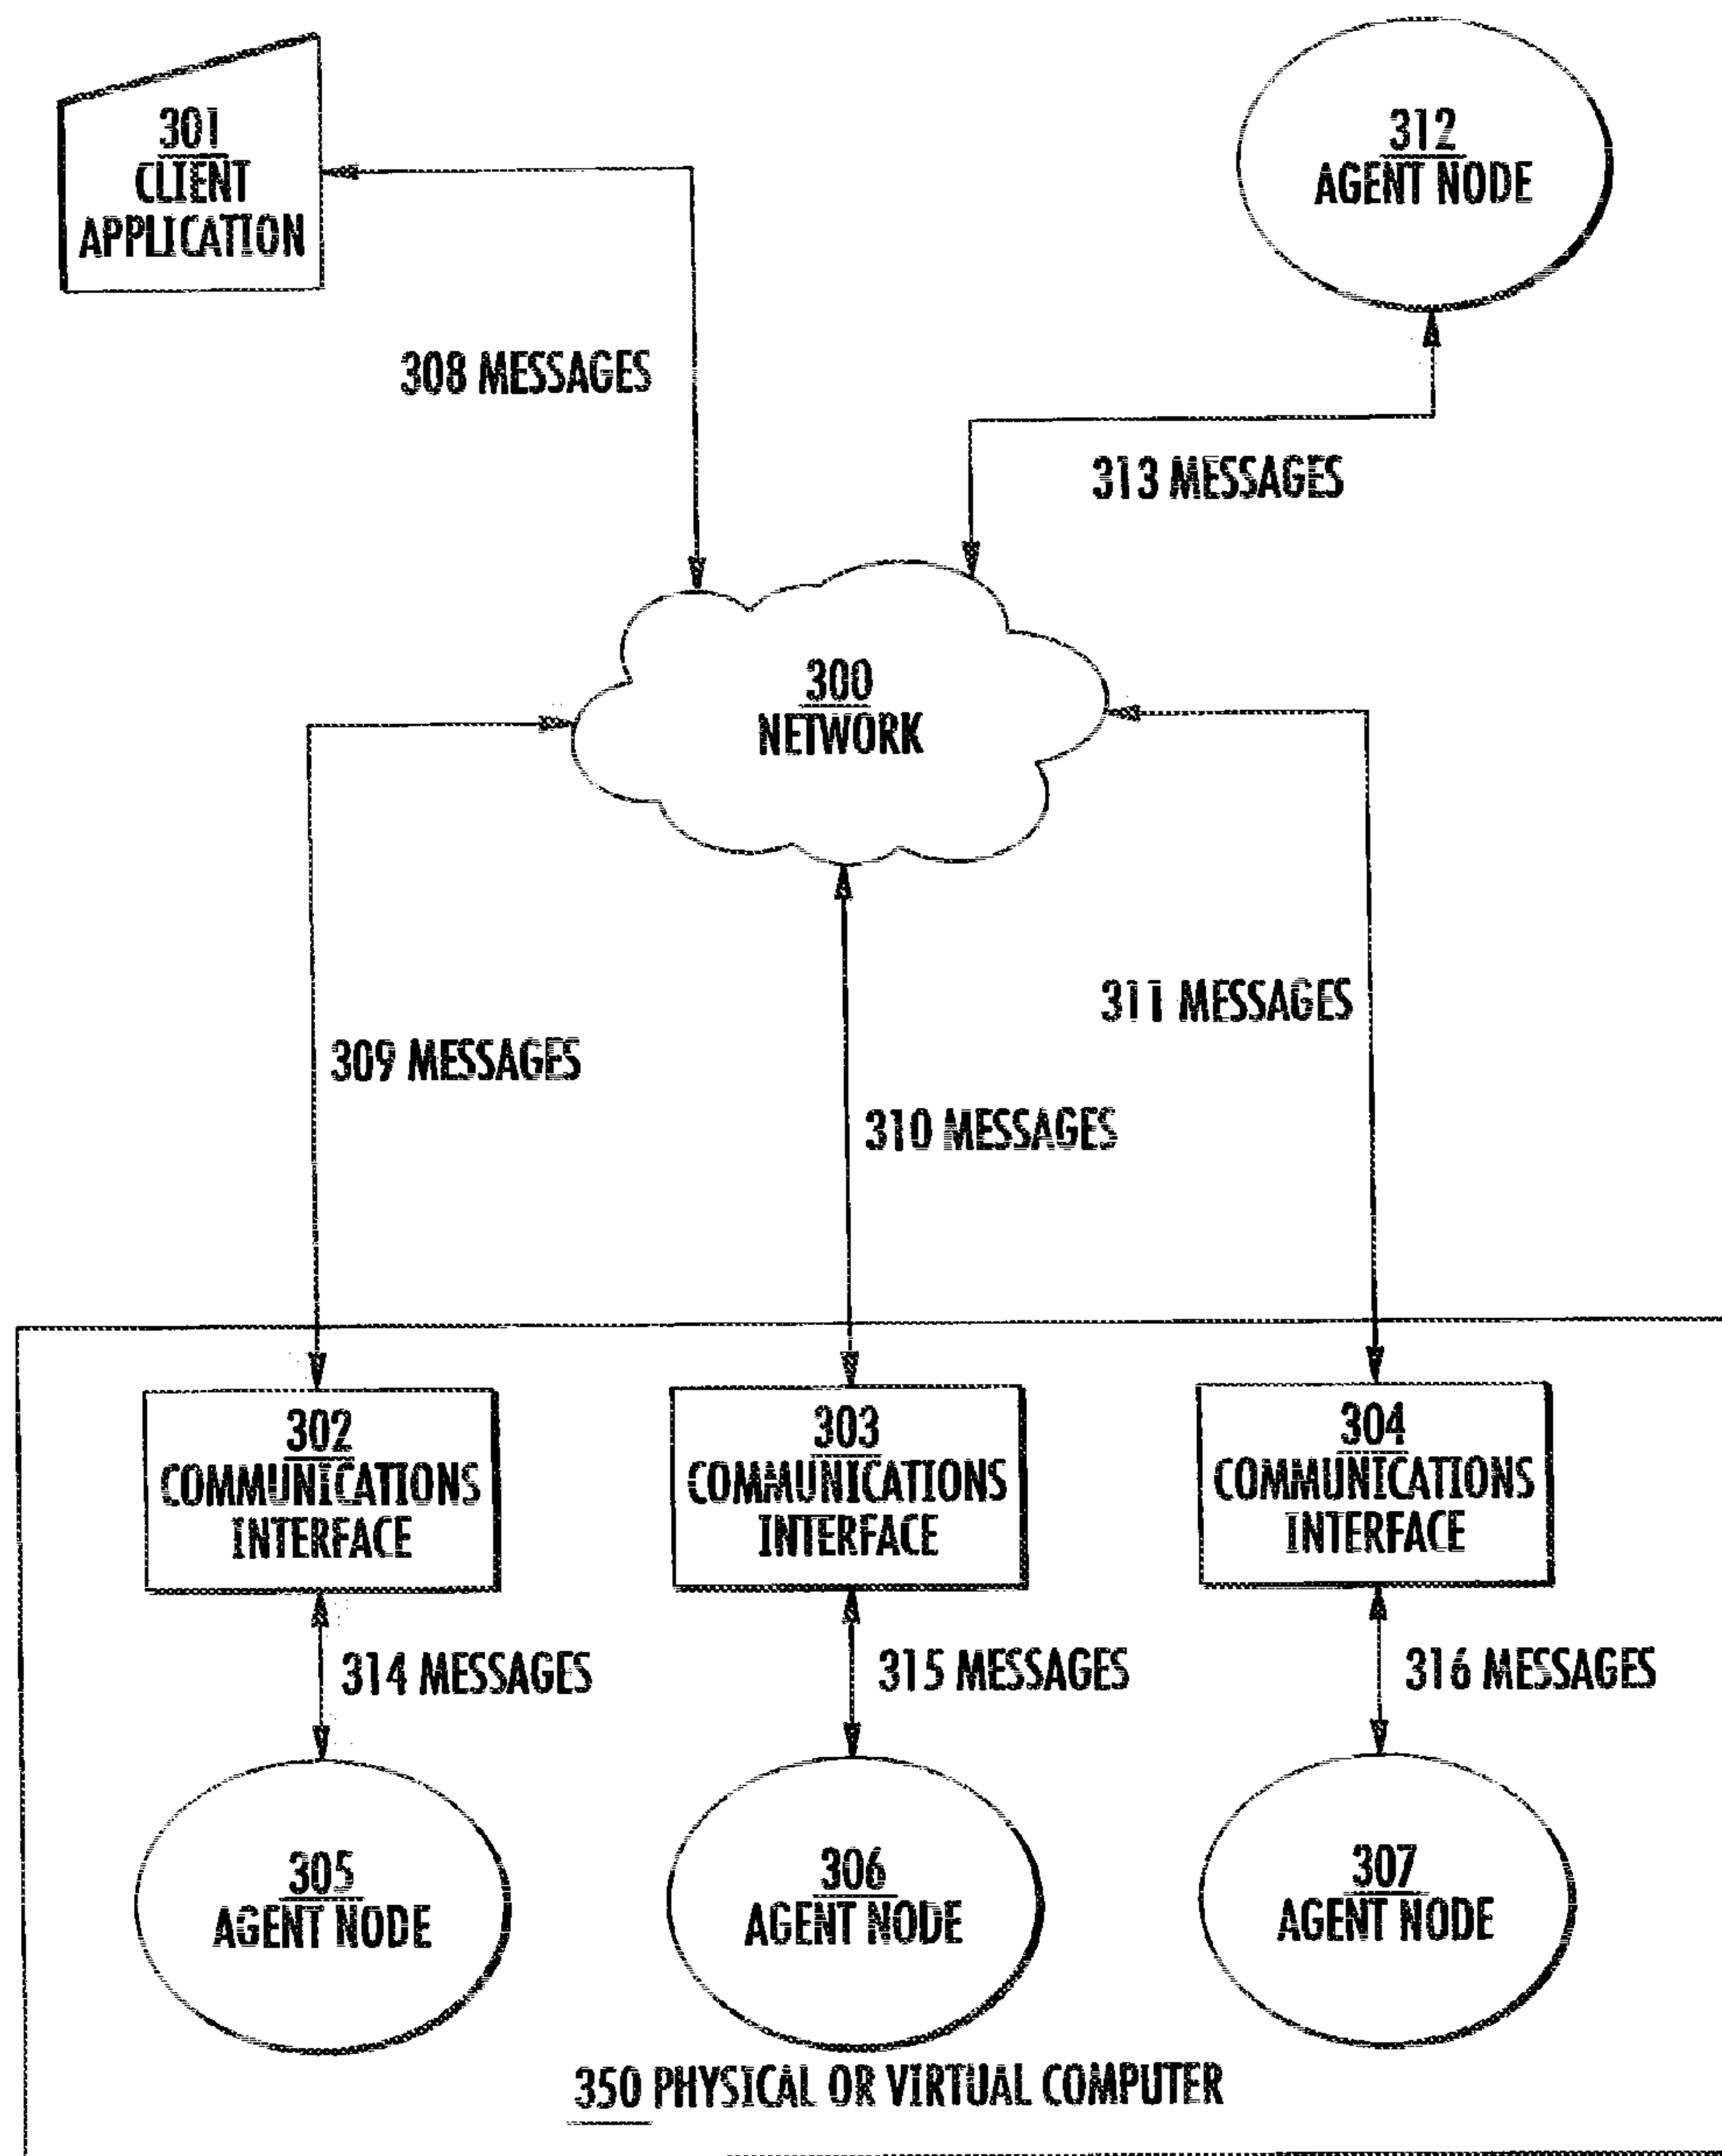 301
CLIENT
APPLICATION
312
AGENT NODE
308 MESSAGES
313 MESSAGES
300
NETWORK
309 MESSAGES
310 MESSAGES
311 MESSAGES
302
COMMUNICATIONS
INTERFACE
303
COMMUNICATIONS
INTERFACE
304
COMMUNICATIONS
INTERFACE
314 MESSAGES
315 MESSAGES
316 MESSAGES
305
AGENT NODE
306
AGENT NODE
307
AGENT NODE
350 PHYSICAL OR VIRTUAL COMPUTER